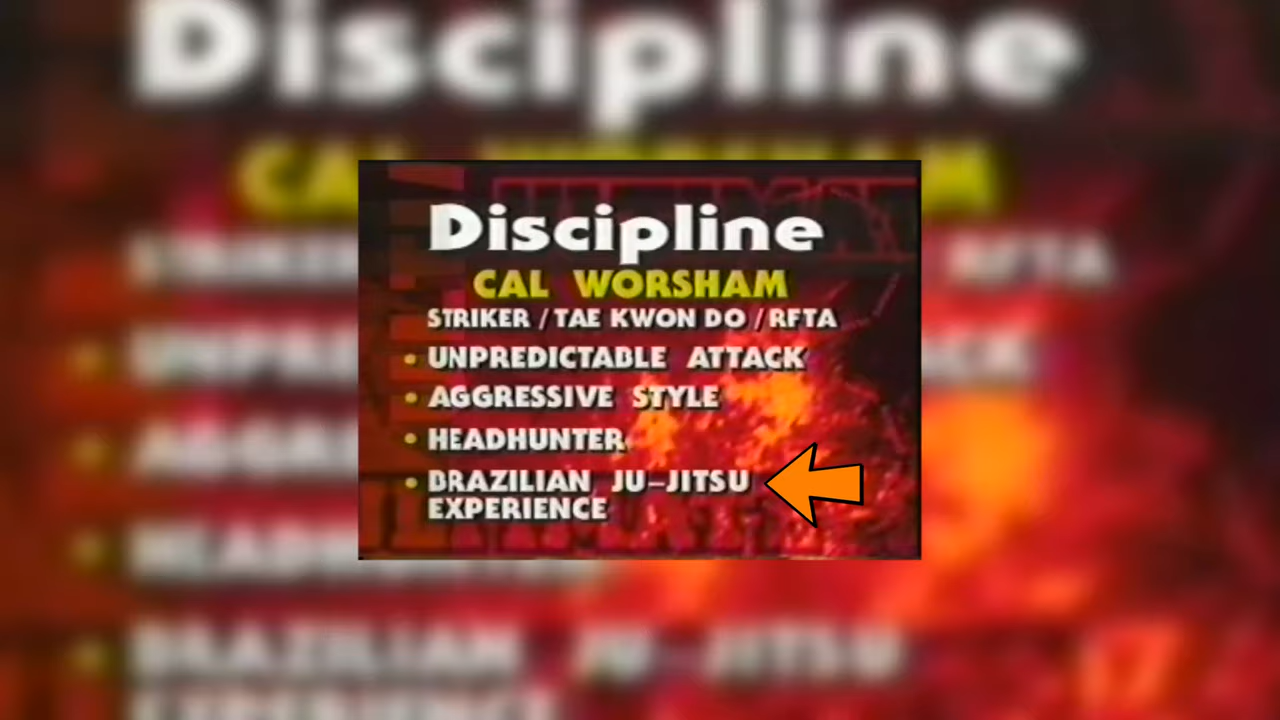 Discipline
CAL WORSHAM
STRIKER / TAE KWON DO / RFTA
• UNPREDICTABLE ATTACK
• AGGRESSIVE STYLE
• HEADHUNTER
• BRAZILIAN JU-JITSU
EXPERIENCE